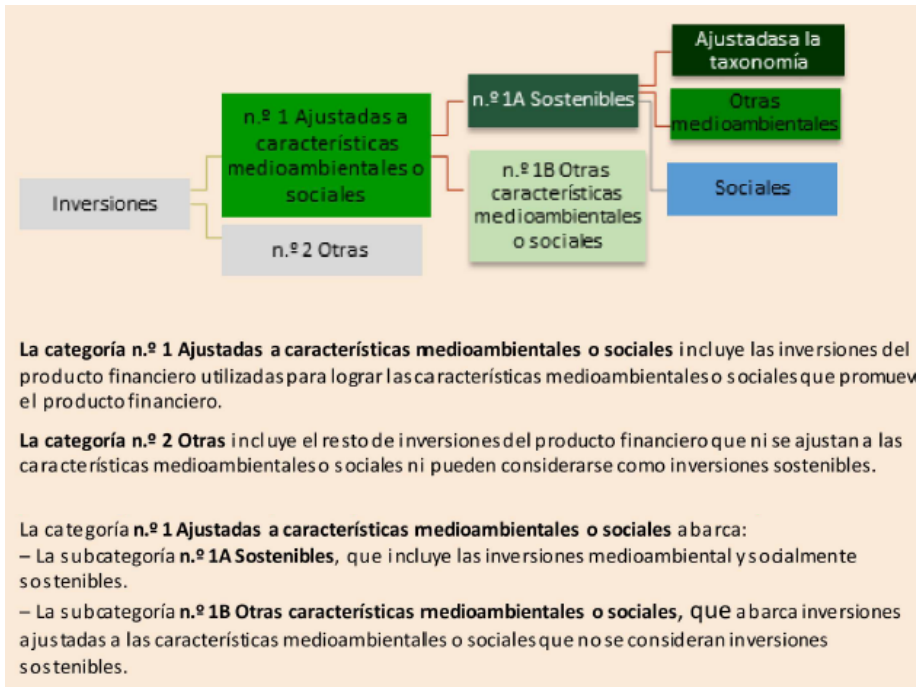 Ajustadasa la
taxonomía
n.º 1A Sostenibles
Otras
medioambientales
n.º 1 Ajustadas a
características
medioambientales o
sociales
n.º 1B Otras
características
medioambientales
o sociales
Sociales
Inversiones
n.º 2 Otras
La categoría n.º 1 Ajustadas a características medioambientales o sociales incluye las inversiones del
producto financiero utilizadas para lograr las características medioambientales o sociales que promueve
el producto financiero.
La categoría n.º 2 Otras incluye el resto de inversiones del producto financiero que ni se ajustan a las
características medioambientales o sociales ni pueden considerarse como inversiones sostenibles.
La categoría n.º 1 Ajustadas a características medioambientales o sociales abarca:
– La subcategoría n.º 1A Sostenibles, que incluye las inversiones medioambiental y socialmente
sostenibles.
– La subcategoría n.º 1B Otras características medioambientales o sociales, que abarca inversiones
ajustadas a las características medioambientales o sociales que no se consideran inversiones
sostenibles.